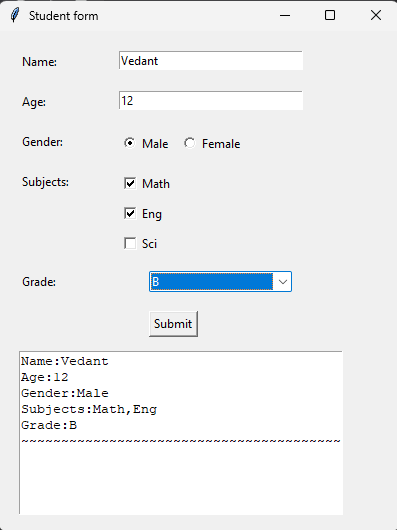 Student form
Name: Vedant
Age: 12
Gender: Male Female
Subjects: Math
Eng
Sci
Grade: B
Submit
Name:Vedant
Age:12
Gender:Male
Subjects:Math,Eng
Grade:B
~~~~~~~~~~~~~~~~~~~~~~~~~~~~~~~~~~~~~~~~